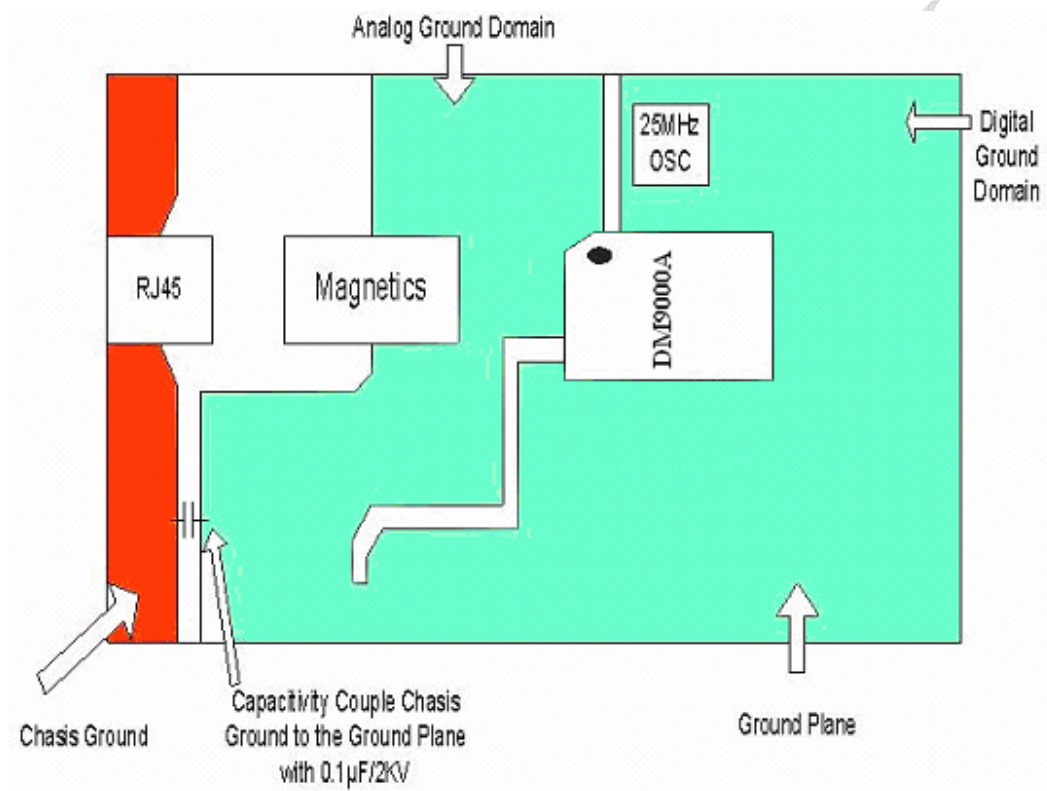 Analog Ground Domain
25MHz
OSC
Digital
Ground
Domain
RJ45
Magnetics
DM9000A
Chasis Ground
Capacitivity Couple Chasis
Ground to the Ground Plane
with 0.1µF/2KV
Ground Plane